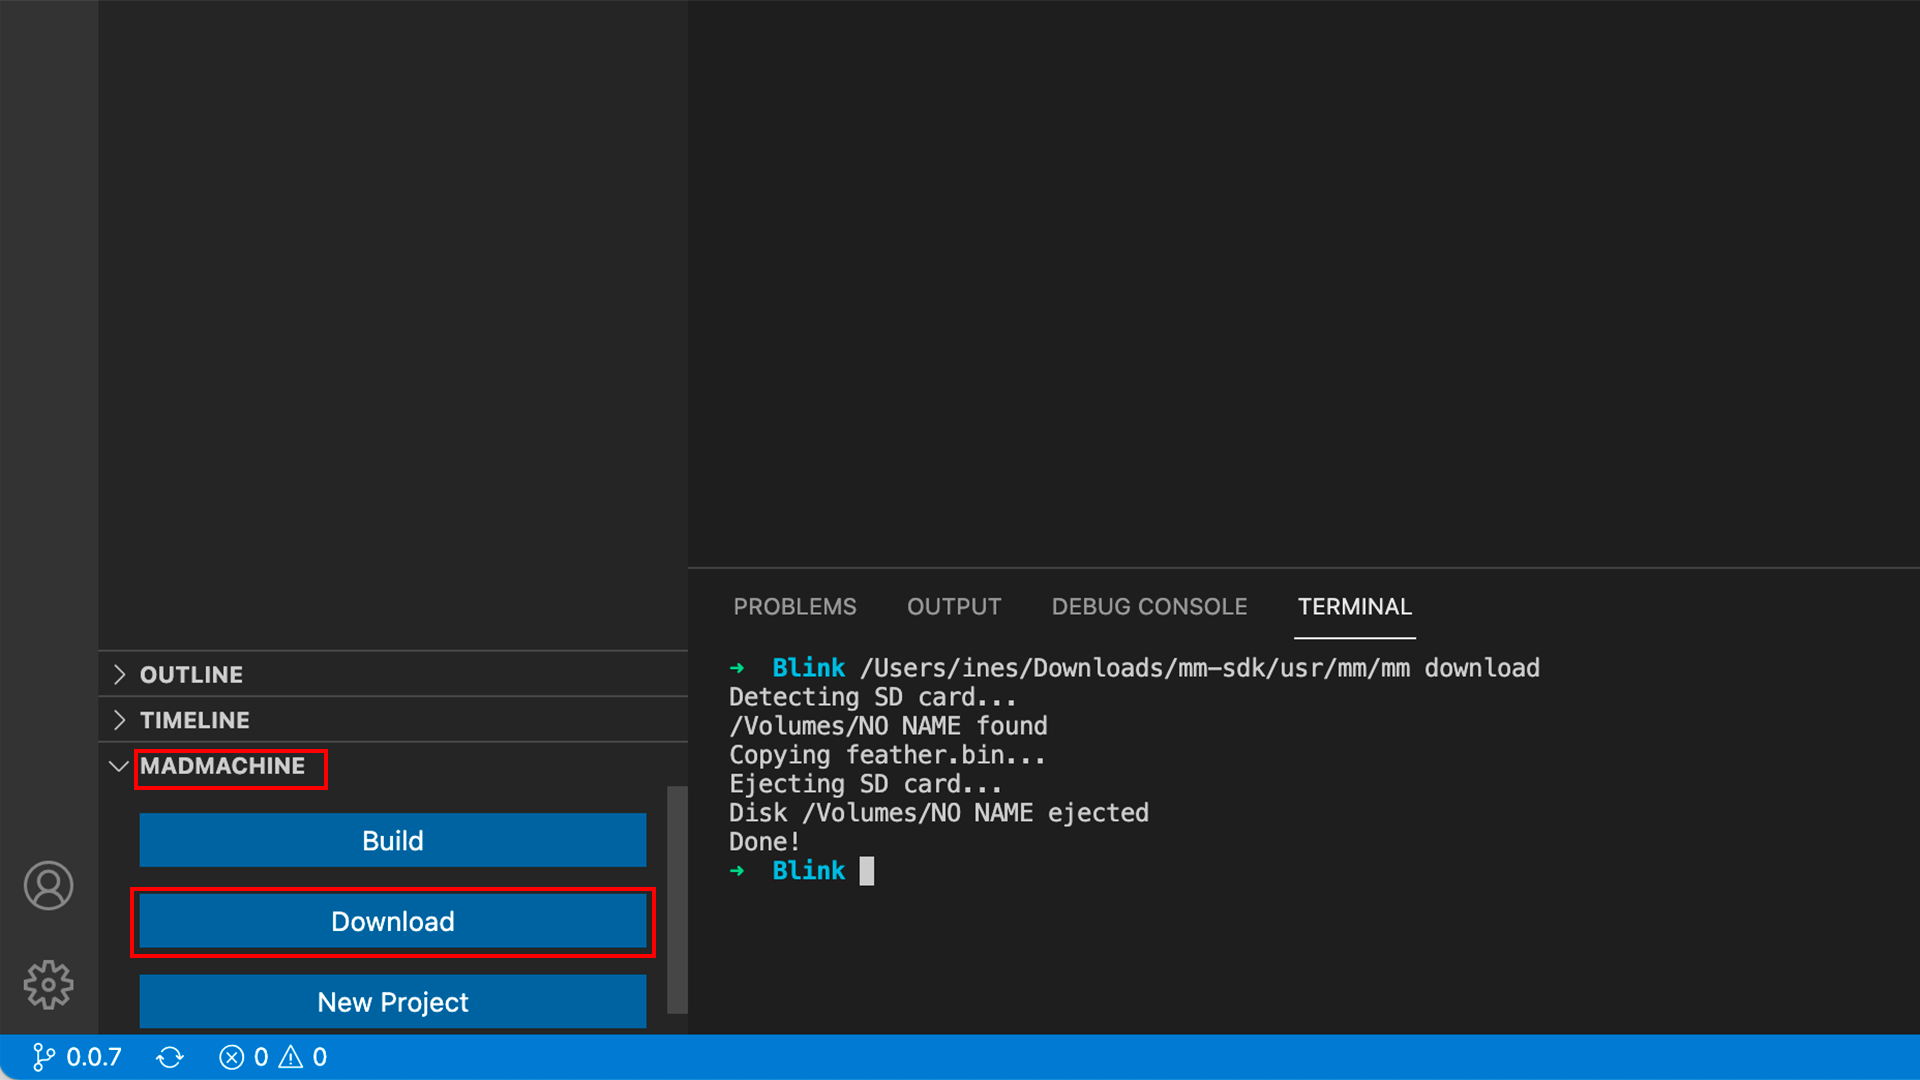 OUTLINE
TIMELINE
MADMACHINE
Build
Download
New Project
PROBLEMS OUTPUT DEBUG CONSOLE TERMINAL
➜ Blink /Users/ines/Downloads/mm-sdk/usr/mm/mm download
Detecting SD card...
/Volumes/NO NAME found
Copying feather.bin...
Ejecting SD card...
Disk /Volumes/NO NAME ejected
Done!
➜ Blink
0.0.7 0 0